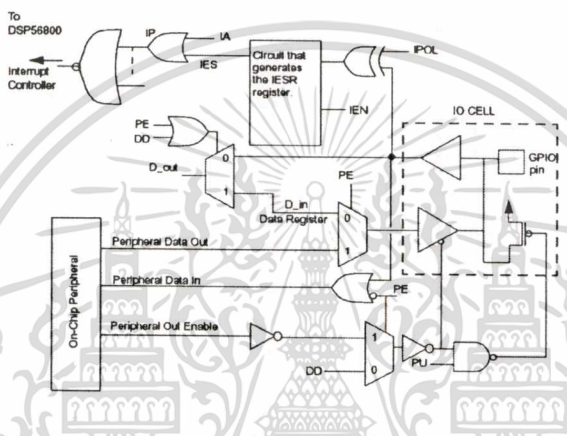 To
DSP56800
Interrupt
Controller
IP
IA
IES
Circuit that
generates
the IESR
register.
IPOL
IEN
IO CELL
PE
DD
D_out
0
1
GPIO
pin
PE
D_in
Data Register
0
1
On-Chip Peripheral
Peripheral Data Out
Peripheral Data In
PE
Peripheral Out Enable
1
0
DD
PU